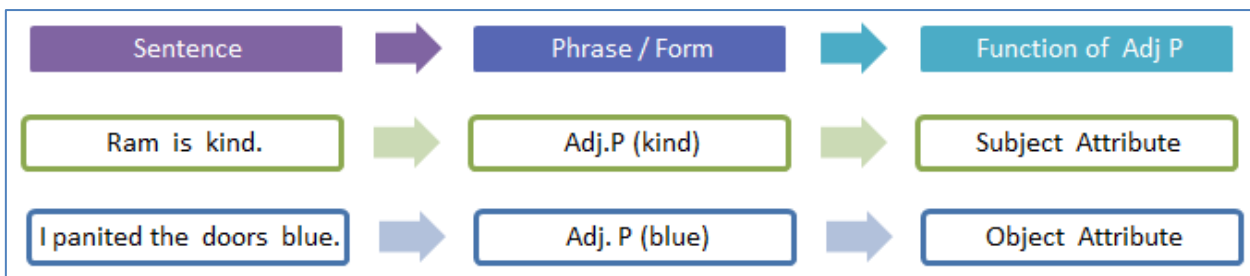 Sentence Phrase / Form Function of Adj P
Ram is kind. Adj.P (kind) Subject Attribute
I panited the doors blue. Adj. P (blue) Object Attribute